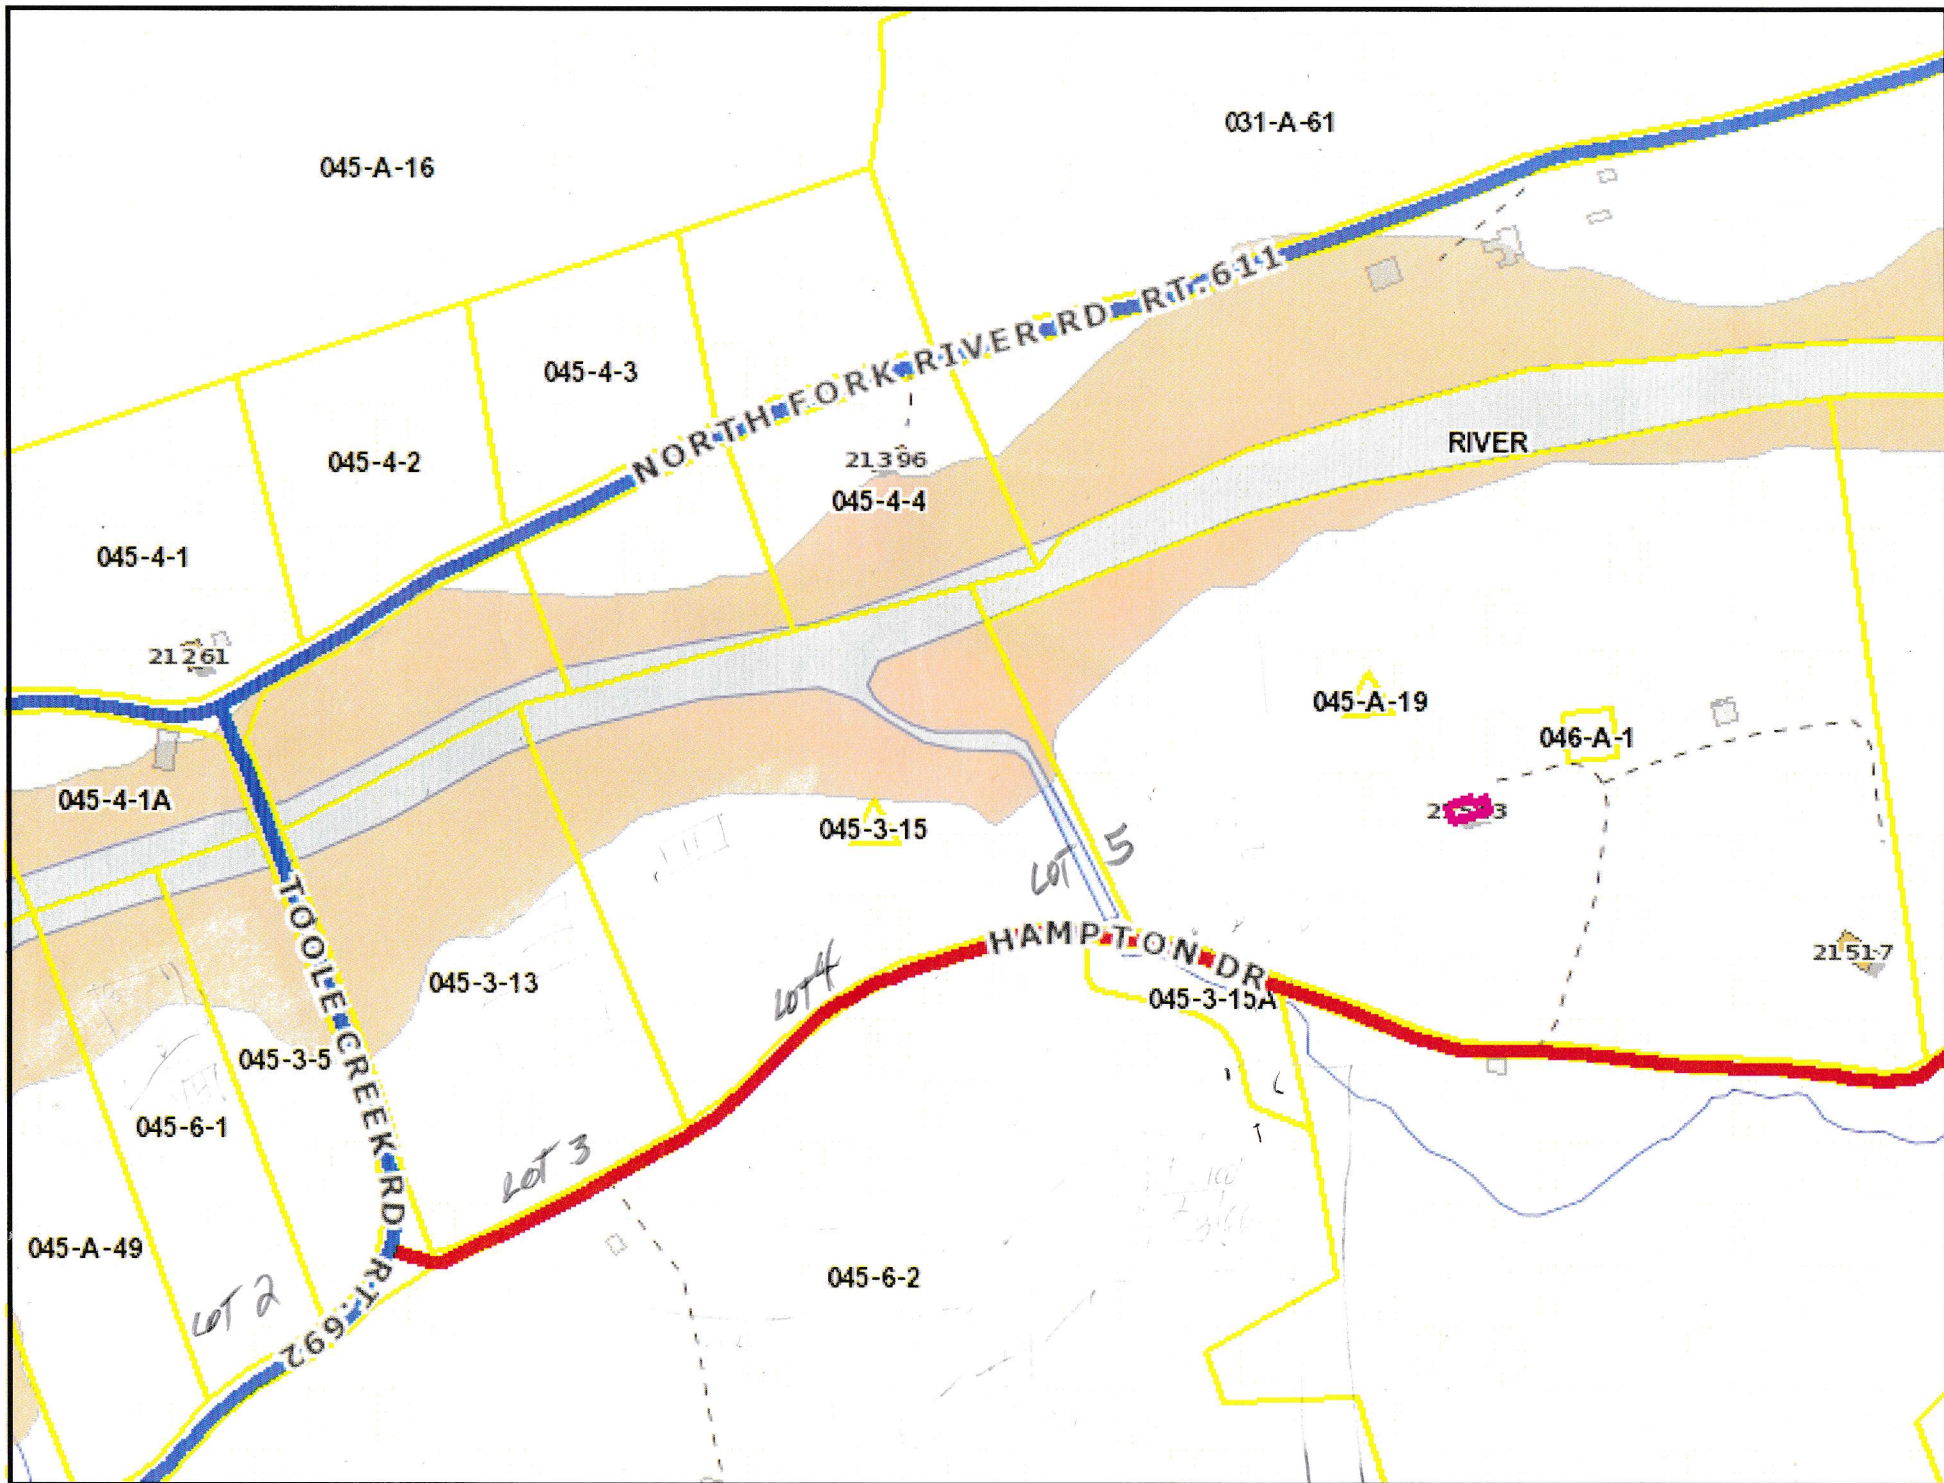 031-A-61
045-A-16
NORTH FORK RIVER RD RT. 611
045-4-3
045-4-2
RIVER
21396
045-4-4
045-4-1
21261
045-A-19
046-A-1
045-4-1A
045-3-15
LOT 5
HAMPTON DR
21517
TOOLE CREEK RD RT. 692
045-3-13
LOT 4
045-3-15A
045-3-5
045-6-1
LOT 3
045-A-49
045-6-2
LOT 2